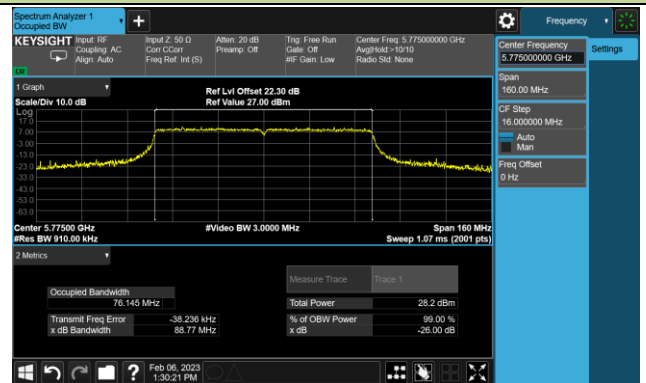 Spectrum Analyzer 1
Occupied BW
Frequency
KEYSIGHT
Input: RF
Coupling: AC
Align: Auto
Input Z: 50 Ω
Corr CCorr
Freq Ref: Int (S)
Atten: 20 dB
Preamp: Off
Trig: Free Run
Gate: Off
#IF Gain: Low
Center Freq: 5.775000000 GHz
Avg|Hold:>10/10
Radio Std: None
Center Frequency
5.775000000 GHz
Settings
Span
160.00 MHz
CF Step
16.000000 MHz
Auto
Man
Freq Offset
0 Hz
1 Graph
Scale/Div 10.0 dB
Ref Lvl Offset 22.30 dB
Ref Value 27.00 dBm
Log
17.0
7.00
-3.00
-13.0
-23.0
-33.0
-43.0
-53.0
-63.0
Center 5.77500 GHz
#Res BW 910.00 kHz
#Video BW 3.0000 MHz
Span 160 MHz
Sweep 1.07 ms (2001 pts)
2 Metrics
Measure Trace
Trace 1
Occupied Bandwidth
76.145 MHz
Total Power
28.2 dBm
Transmit Freq Error
-38.236 kHz
% of OBW Power
99.00 %
x dB Bandwidth
88.77 MHz
x dB
-26.00 dB
?
Feb 06, 2023
1:30:21 PM